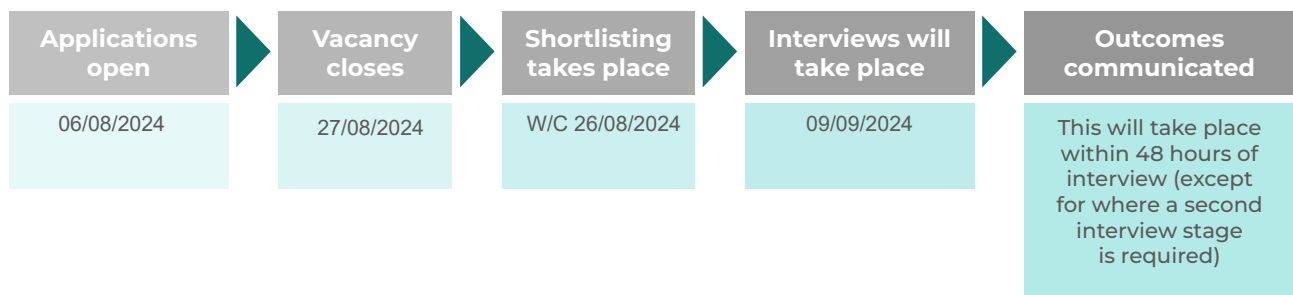 Applications
open
Vacancy
closes
Shortlisting
takes place
Interviews will
take place
Outcomes
communicated
06/08/2024
27/08/2024
W/C 26/08/2024
09/09/2024
This will take place
within 48 hours of
interview (except
for where a second
interview stage
is required)